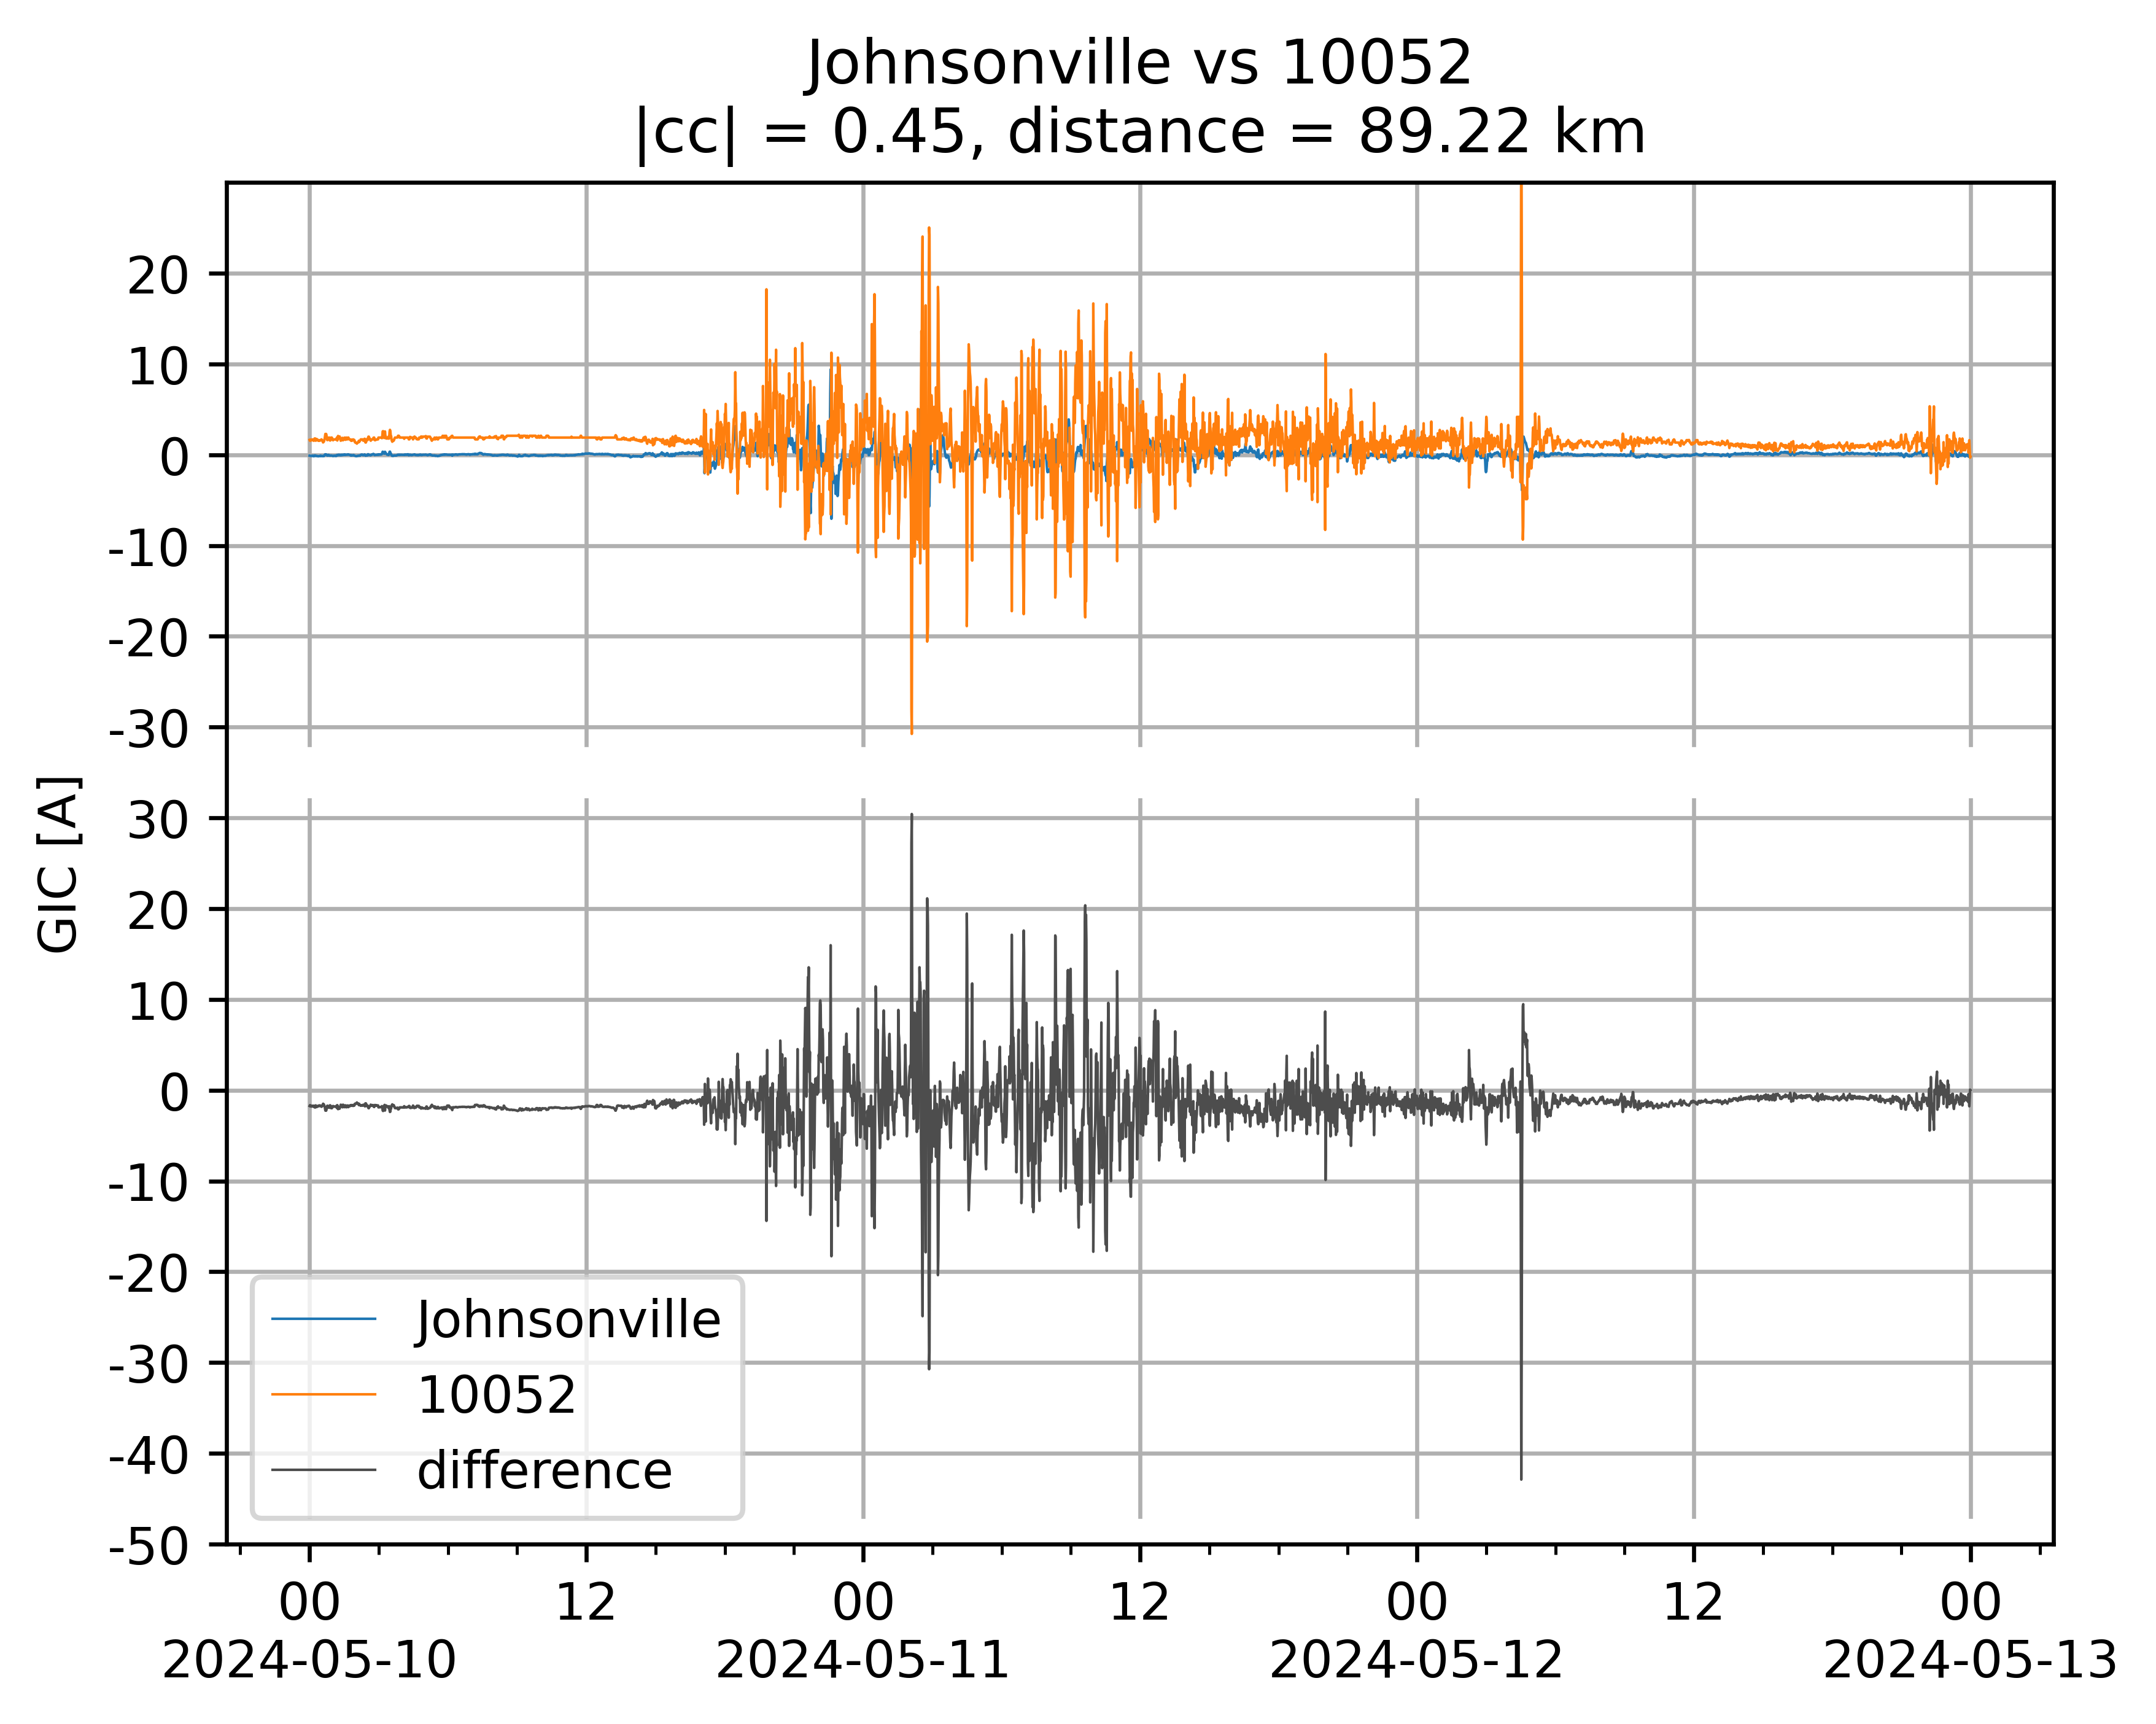 Johnsonville vs 10052
|cc| = 0.45, distance = 89.22 km
GIC [A]
20
10
0
-10
-20
-30
30
20
10
0
-10
-20
-30
-40
-50
Johnsonville
10052
difference
00 12 00 12 00 12 00
2024-05-10 2024-05-11 2024-05-12 2024-05-13